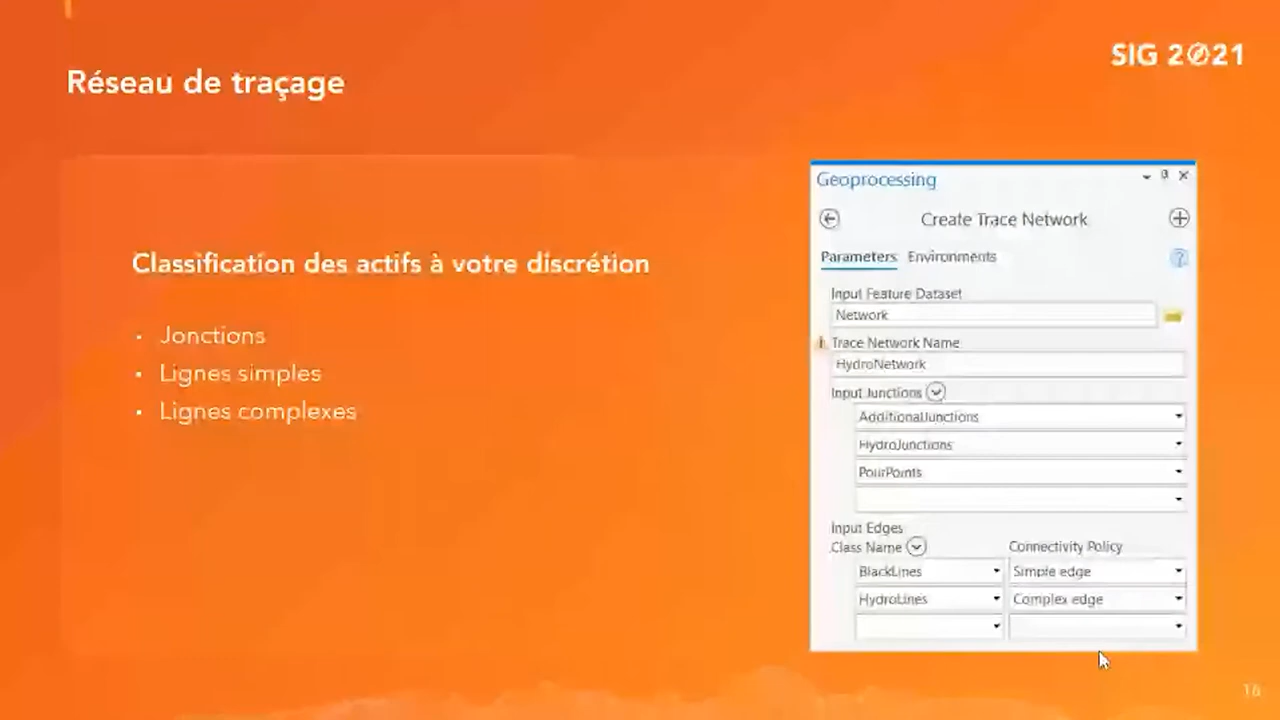 SIG 2021
Réseau de traçage
Classification des actifs à votre discrétion
• Jonctions
• Lignes simples
• Lignes complexes
Geoprocessing
Create Trace Network
Parameters Environments
Input Feature Dataset
Network
Trace Network Name
HydroNetwork
Input Junctions
AdditionalJunctions
HydroJunctions
PourPoints
Input Edges
Class Name Connectivity Policy
BlackLines Simple edge
HydroLines Complex edge
16